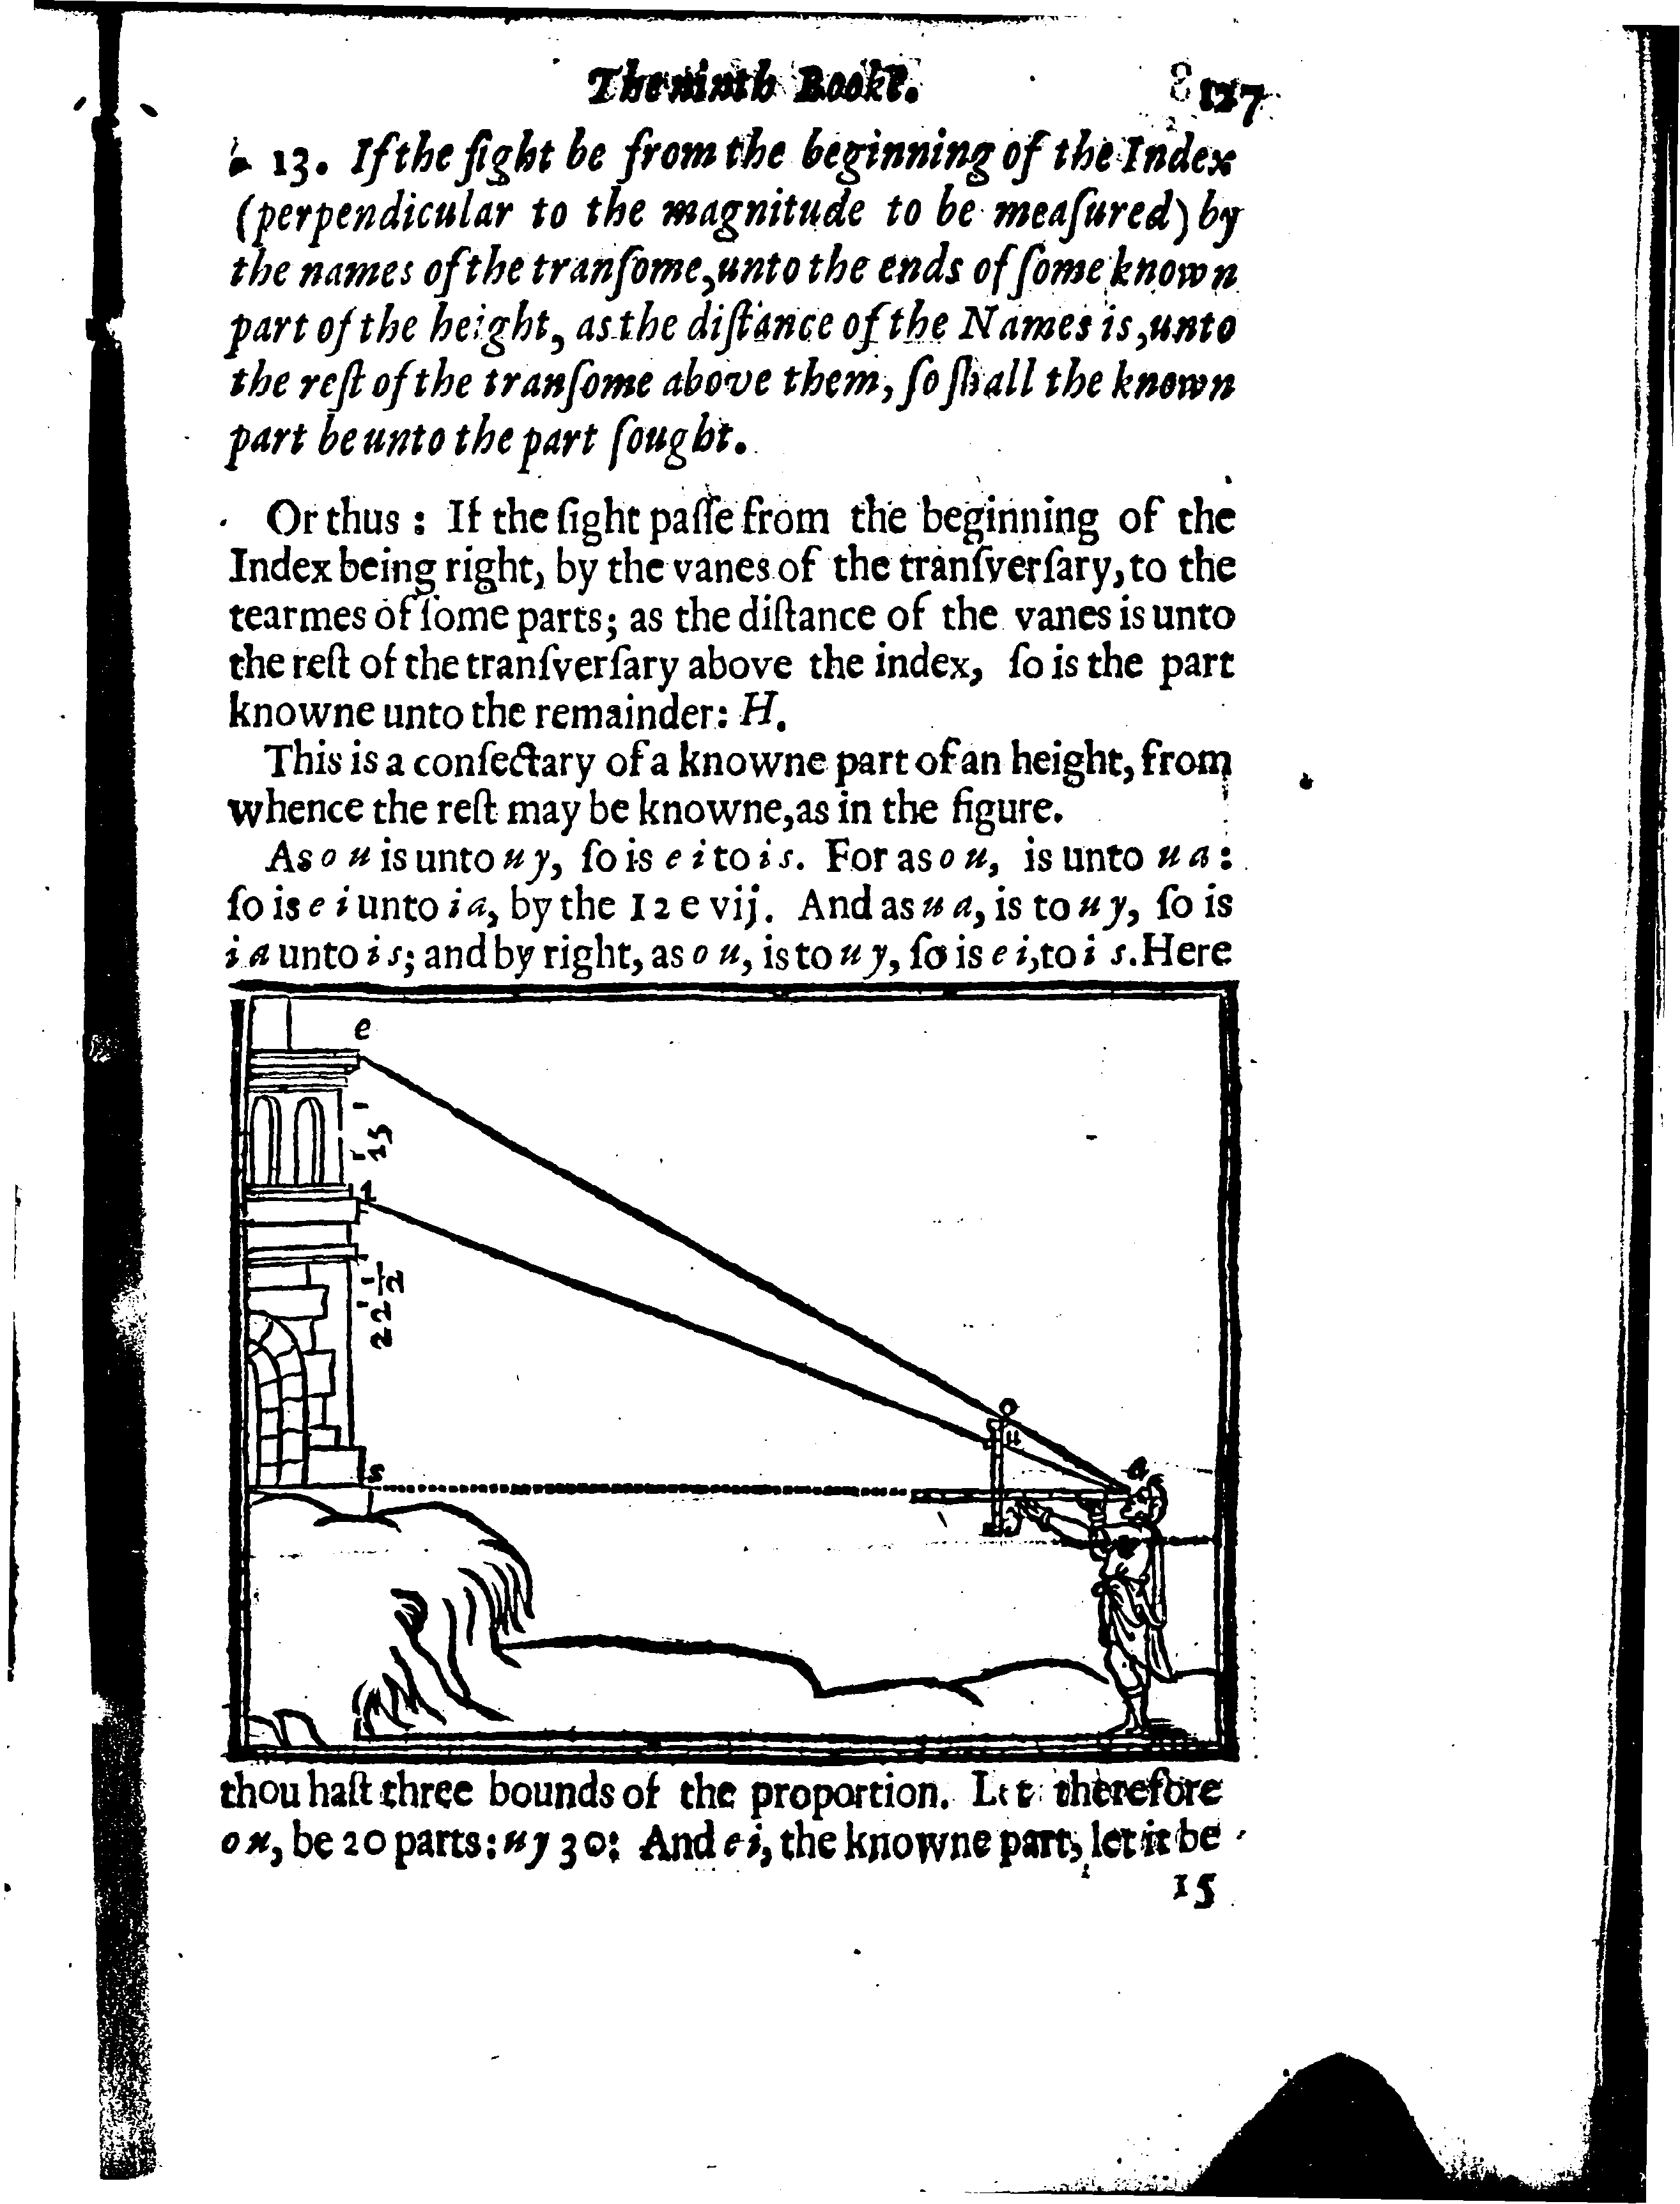 The ninth Booke. 127
13. If the ſight be from the beginning of the Index
(perpendicular to the magnitude to be meaſured) by
the names of the tranſome, unto the ends of ſome known
part of the height, as the diſtance of the Names is, unto
the reſt of the tranſome above them, ſo ſhall the known
part be unto the part ſought.
Or thus: If the ſight paſſe from the beginning of the
Index being right, by the vanes of the tranſverſary, to the
tearmes of ſome parts; as the diſtance of the vanes is unto
the reſt of the tranſverſary above the index, ſo is the part
knowne unto the remainder: H.
This is a conſectary of a knowne part of an height, from
whence the reſt may be knowne, as in the figure.
As o u is unto u y, ſo is e i to i s. For as o u, is unto u a:
ſo is e i unto i a, by the 12 e vij. And as u a, is to u y, ſo is
i a unto i s; and by right, as o u, is to u y, ſo is e i, to i s. Here
e
15
1
22 1/2
o
u
a
s
thou haſt three bounds of the proportion. Let therefore
o u, be 20 parts: u y 30: And e i, the knowne part, let it be
15